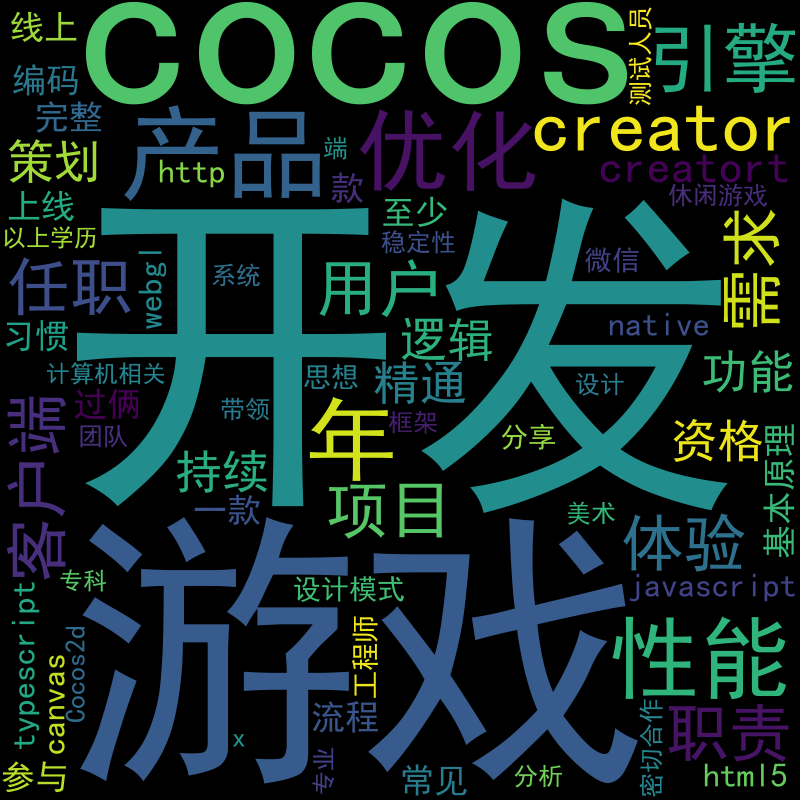 线上
cocos
测试人员
引擎
编码
完整
产品
优化
creator
策划
http
端
款
creatort
休闲游戏
上线
至少
以上学历
开发
稳定性
需求
任职
webgl
系统
用户
微信
native
习惯
逻辑
计算机相关
思想
精通
设计
功能
过俩
年
带领
框架
客户端
团队
分享
资格
持续
一款
项目
美术
基本原理
体验
游戏
专科
设计模式
javascript
typescript
Cocos2d
工程师
性能
canvas
流程
职责
x
密切合作
参与
专业
常见
分析
html5